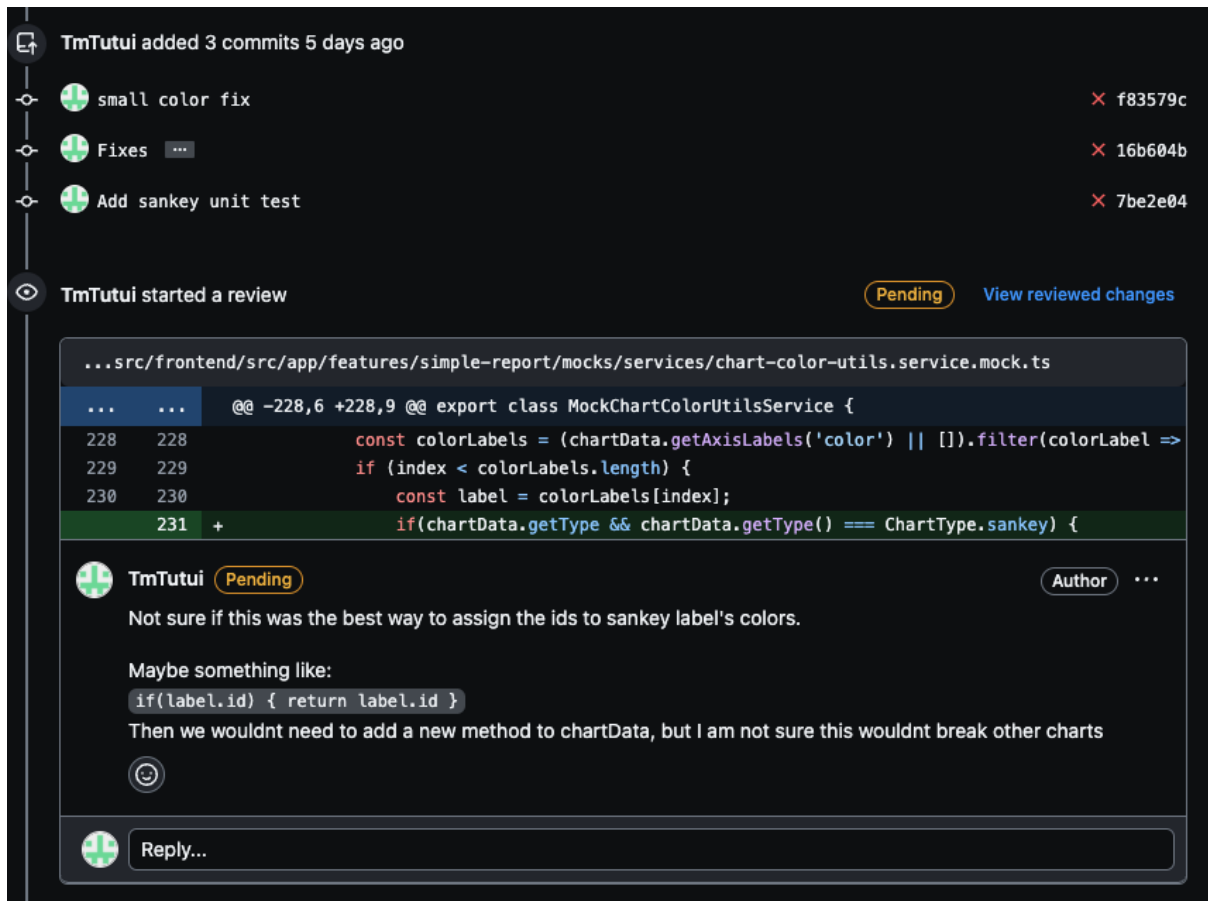 TmTutui added 3 commits 5 days ago
small color fix
f83579c
Fixes ...
16b604b
Add sankey unit test
7be2e04
TmTutui started a review
Pending
View reviewed changes
...src/frontend/src/app/features/simple-report/mocks/services/chart-color-utils.service.mock.ts
... ... @@ -228,6 +228,9 @@ export class MockChartColorUtilsService {
228 228 const colorLabels = (chartData.getAxisLabels('color') || []).filter(colorLabel =>
229 229 if (index < colorLabels.length) {
230 230 const label = colorLabels[index];
231 + if(chartData.getType && chartData.getType() === ChartType.sankey) {
TmTutui Pending
Author ...
Not sure if this was the best way to assign the ids to sankey label's colors.
Maybe something like:
if(label.id) { return label.id }
Then we wouldnt need to add a new method to chartData, but I am not sure this wouldnt break other charts
Reply...